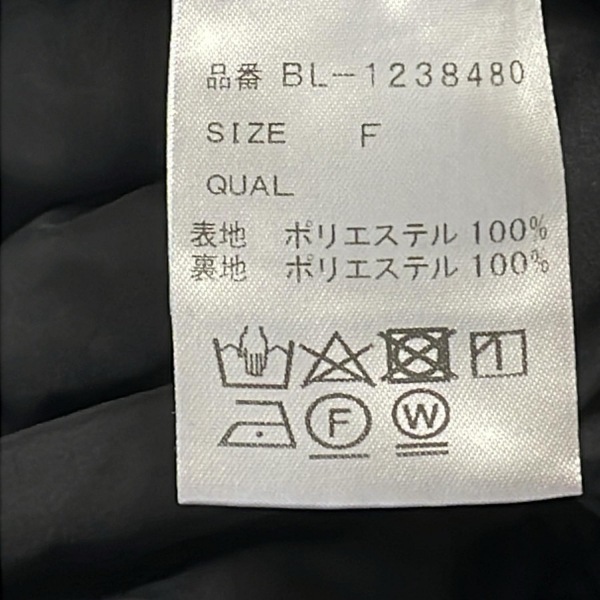 品番 BL-1238480
SIZE F
QUAL
表地 ポリエステル 100%
裏地 ポリエステル 100%
F W